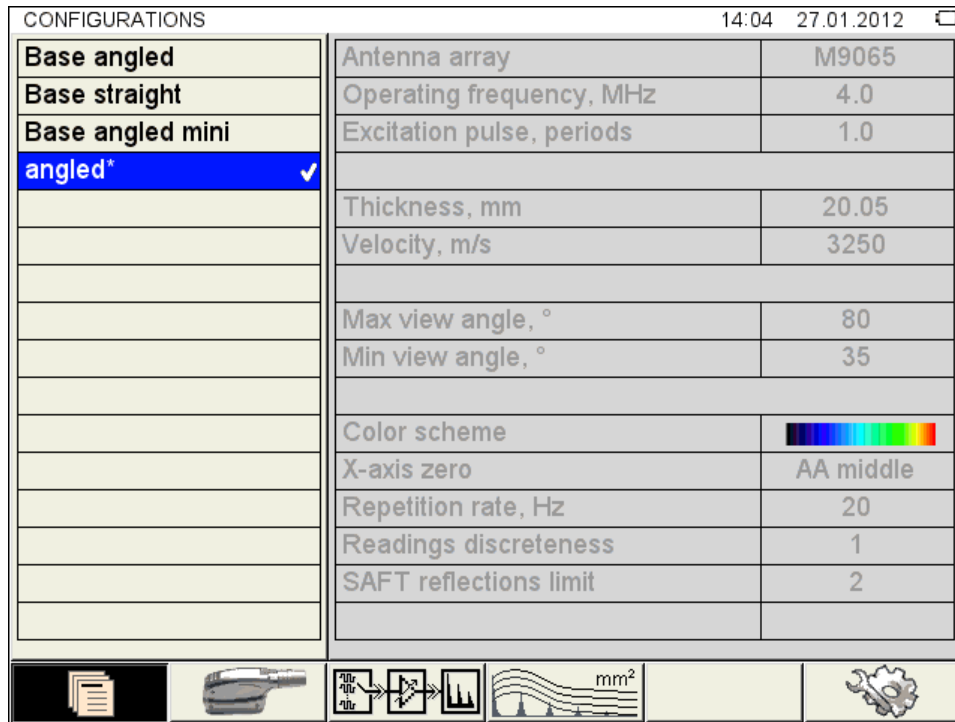 CONFIGURATIONS 14:04 27.01.2012
Base angled
Base straight
Base angled mini
angled*
Antenna array M9065
Operating frequency, MHz 4.0
Excitation pulse, periods 1.0
Thickness, mm 20.05
Velocity, m/s 3250
Max view angle, ° 80
Min view angle, ° 35
Color scheme
X-axis zero AA middle
Repetition rate, Hz 20
Readings discreteness 1
SAFT reflections limit 2
mm²